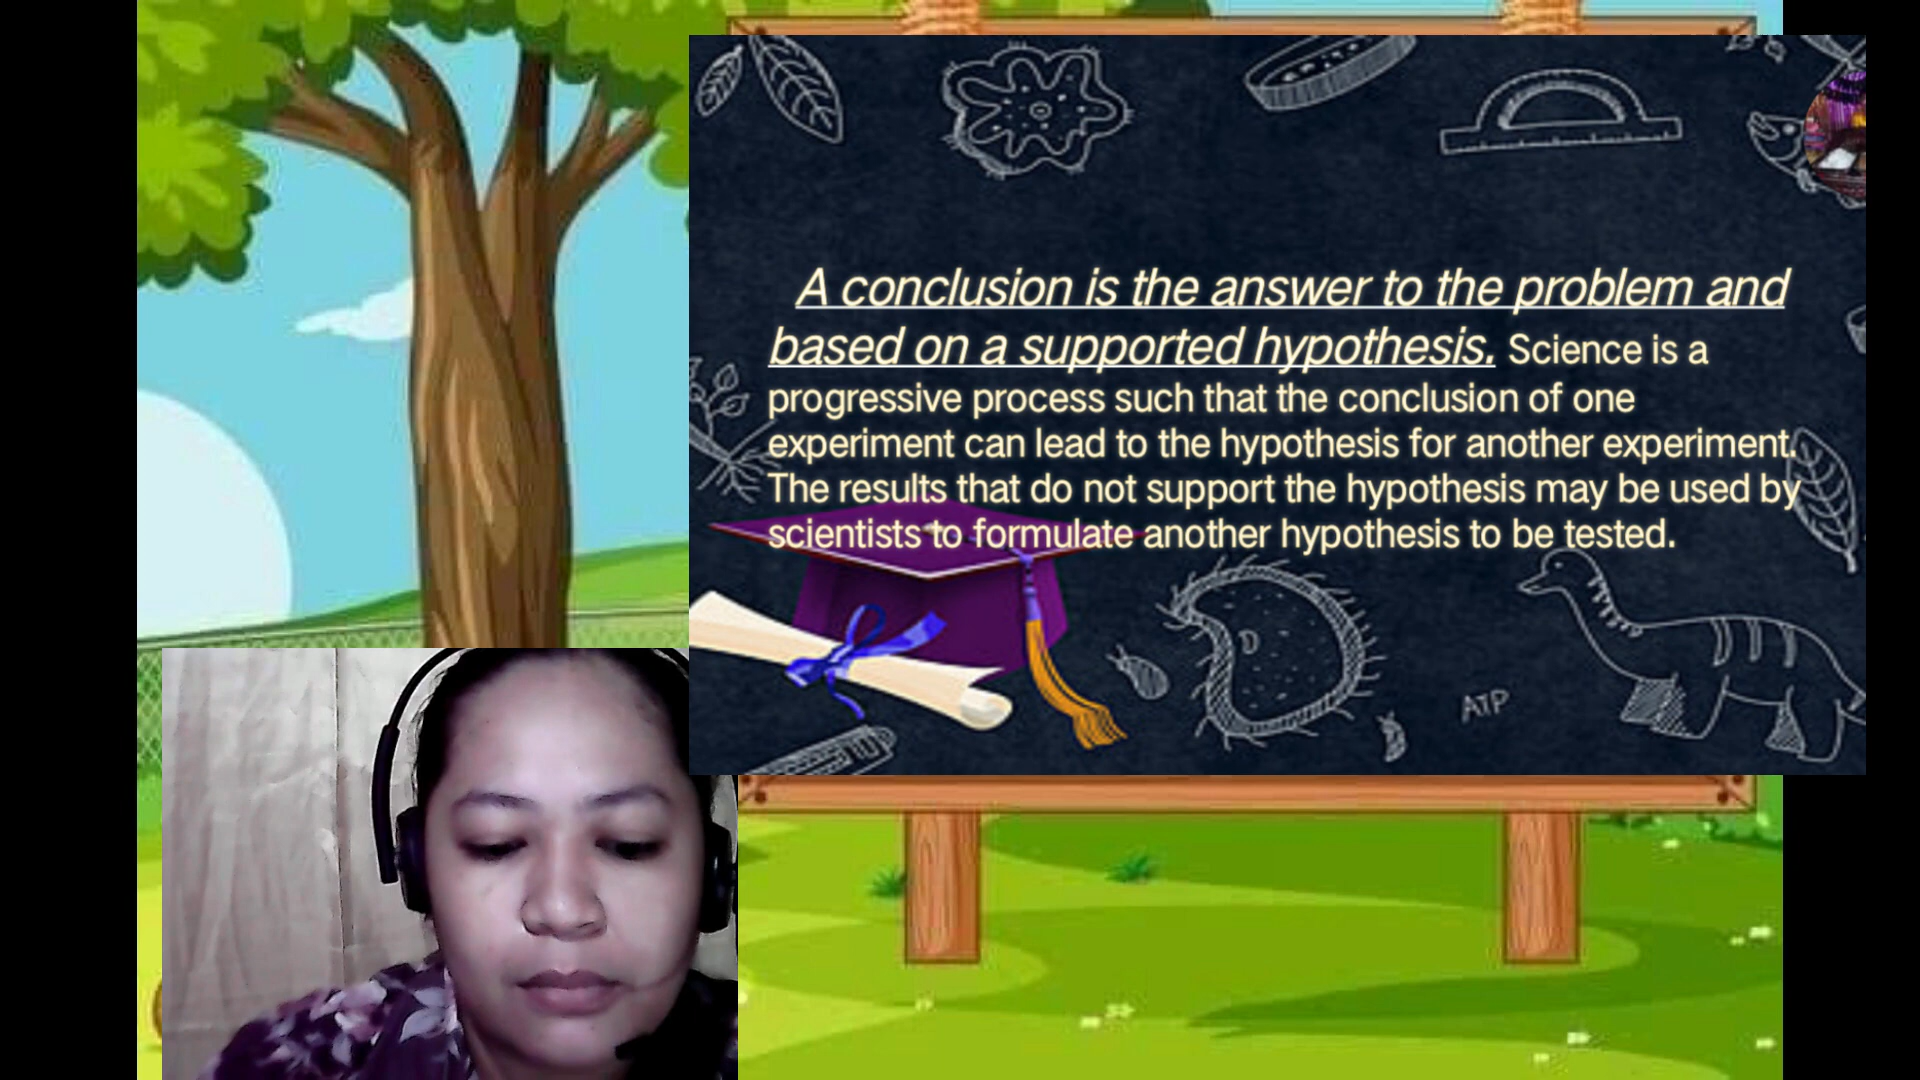 A conclusion is the answer to the problem and
based on a supported hypothesis. Science is a
progressive process such that the conclusion of one
experiment can lead to the hypothesis for another experiment.
The results that do not support the hypothesis may be used by
scientists to formulate another hypothesis to be tested.
ATP